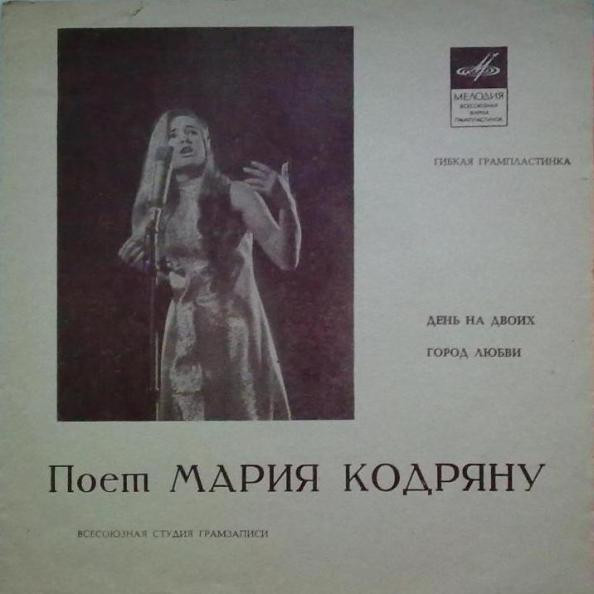 МЕЛОДИЯ
ВСЕСОЮЗНАЯ
ФИРМА
ГРАМПЛАСТИНОК
ГИБКАЯ ГРАМПЛАСТИНКА
ДЕНЬ НА ДВОИХ
ГОРОД ЛЮБВИ
Поет МАРИЯ КОДРЯНУ
ВСЕСОЮЗНАЯ СТУДИЯ ГРАМЗАПИСИ